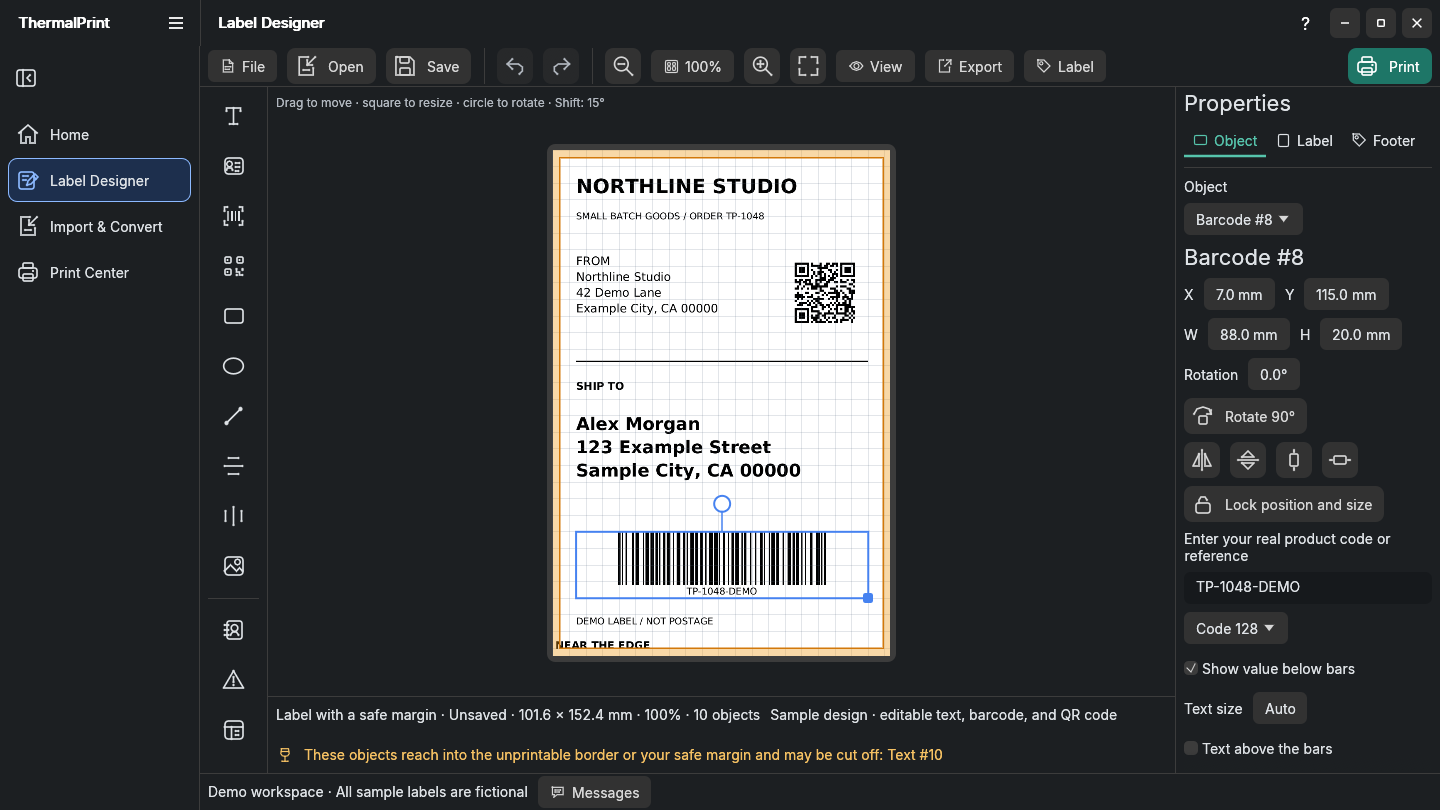 ThermalPrint
Label Designer
?
File
Open
Save
100%
View
Export
Label
Print
Home
Label Designer
Import & Convert
Print Center
Drag to move · square to resize · circle to rotate · Shift: 15°
NORTHLINE STUDIO
SMALL BATCH GOODS / ORDER TP-1048
FROM
Northline Studio
42 Demo Lane
Example City, CA 00000
SHIP TO
Alex Morgan
123 Example Street
Sample City, CA 00000
TP-1048-DEMO
DEMO LABEL / NOT POSTAGE
NEAR THE EDGE
Label with a safe margin · Unsaved · 101.6 × 152.4 mm · 100% · 10 objects Sample design · editable text, barcode, and QR code
These objects reach into the unprintable border or your safe margin and may be cut off: Text #10
Demo workspace · All sample labels are fictional
Messages
Properties
Object
Label
Footer
Object
Barcode #8
Barcode #8
X 7.0 mm Y 115.0 mm
W 88.0 mm H 20.0 mm
Rotation 0.0°
Rotate 90°
Lock position and size
Enter your real product code or
reference
TP-1048-DEMO
Code 128
Show value below bars
Text size Auto
Text above the bars